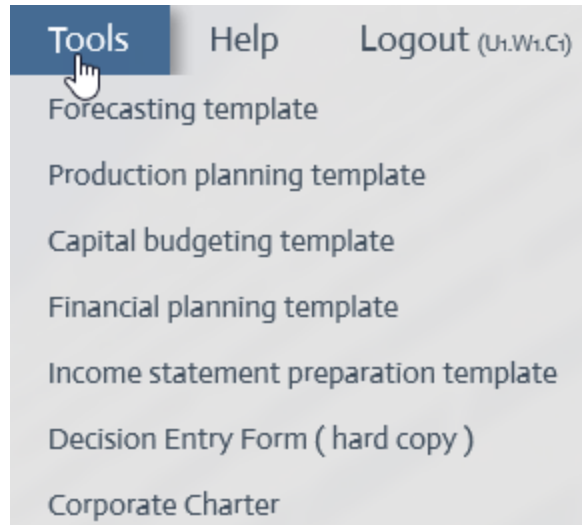 Tools Help Logout (U1.W1.C1)
Forecasting template
Production planning template
Capital budgeting template
Financial planning template
Income statement preparation template
Decision Entry Form ( hard copy )
Corporate Charter